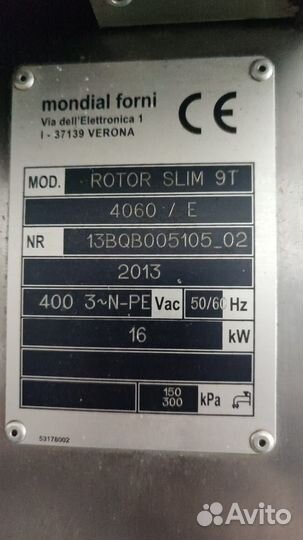 mondial forni
Via dell'Elettronica 1
I - 37139 VERONA
CE
MOD. ROTOR SLIM 9T
4060 / E
NR 13BQB005105_02
2013
400 3~N-PE Vac 50/60 Hz
16 kW
150
300 kPa
53176002
Avito